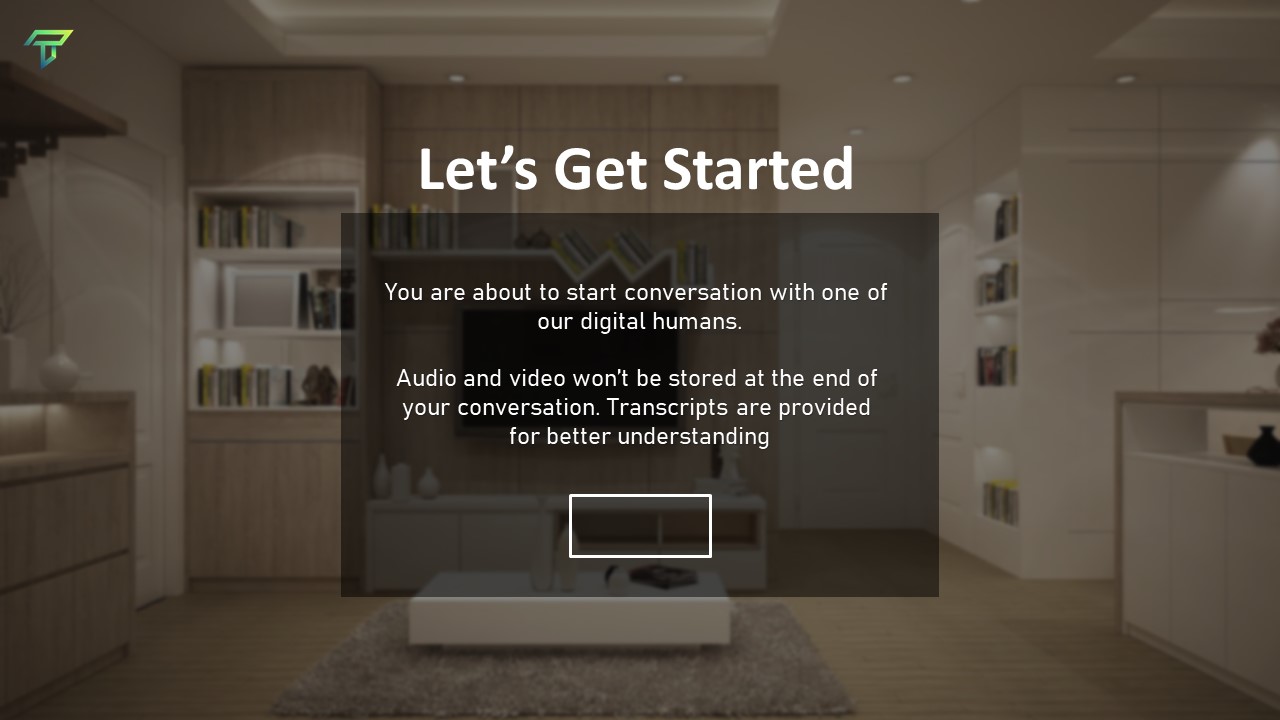 Let’s Get Started
You are about to start conversation with one of
our digital humans.
Audio and video won’t be stored at the end of
your conversation. Transcripts are provided
for better understanding